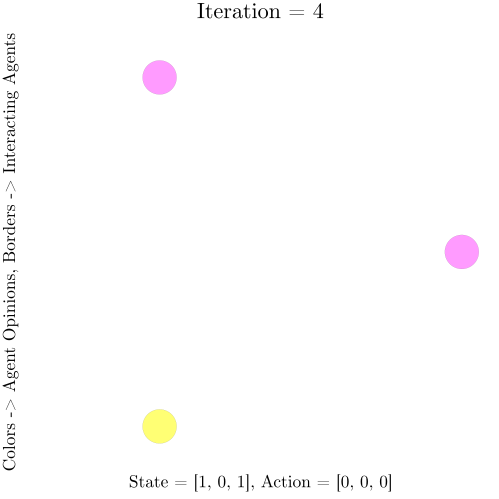 Iteration = 4
Colors -> Agent Opinions, Borders -> Interacting Agents
State = [1, 0, 1], Action = [0, 0, 0]